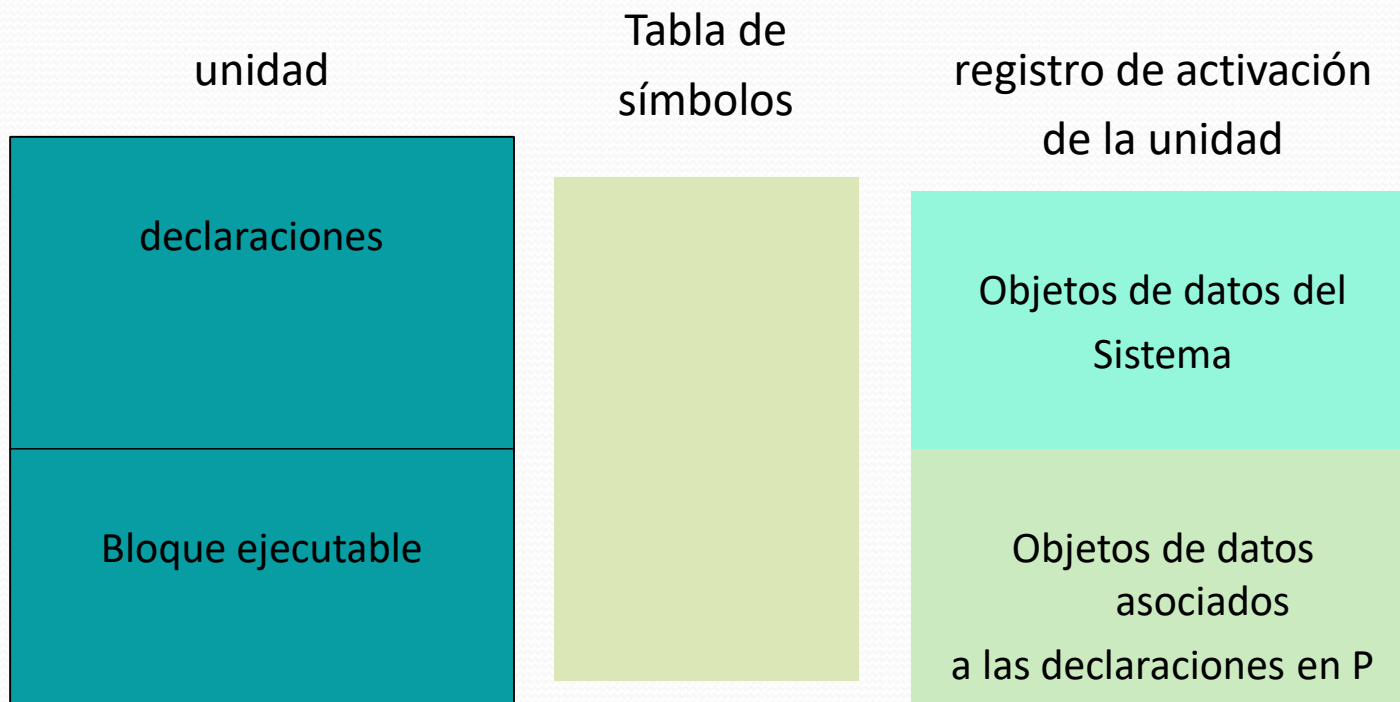 unidad
Tabla de
símbolos
registro de activación
de la unidad
declaraciones
Bloque ejecutable
Objetos de datos del
Sistema
Objetos de datos
asociados
a las declaraciones en P